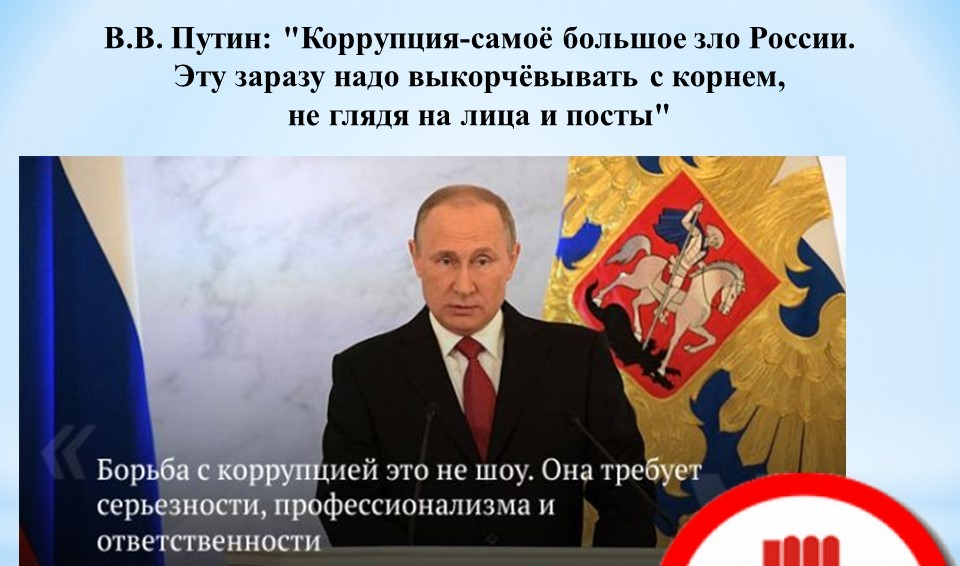 В.В. Путин: "Коррупция-самоё большое зло России.
Эту заразу надо выкорчёвывать с корнем,
не глядя на лица и посты"
«
Борьба с коррупцией это не шоу. Она требует
серьезности, профессионализма и
ответственности